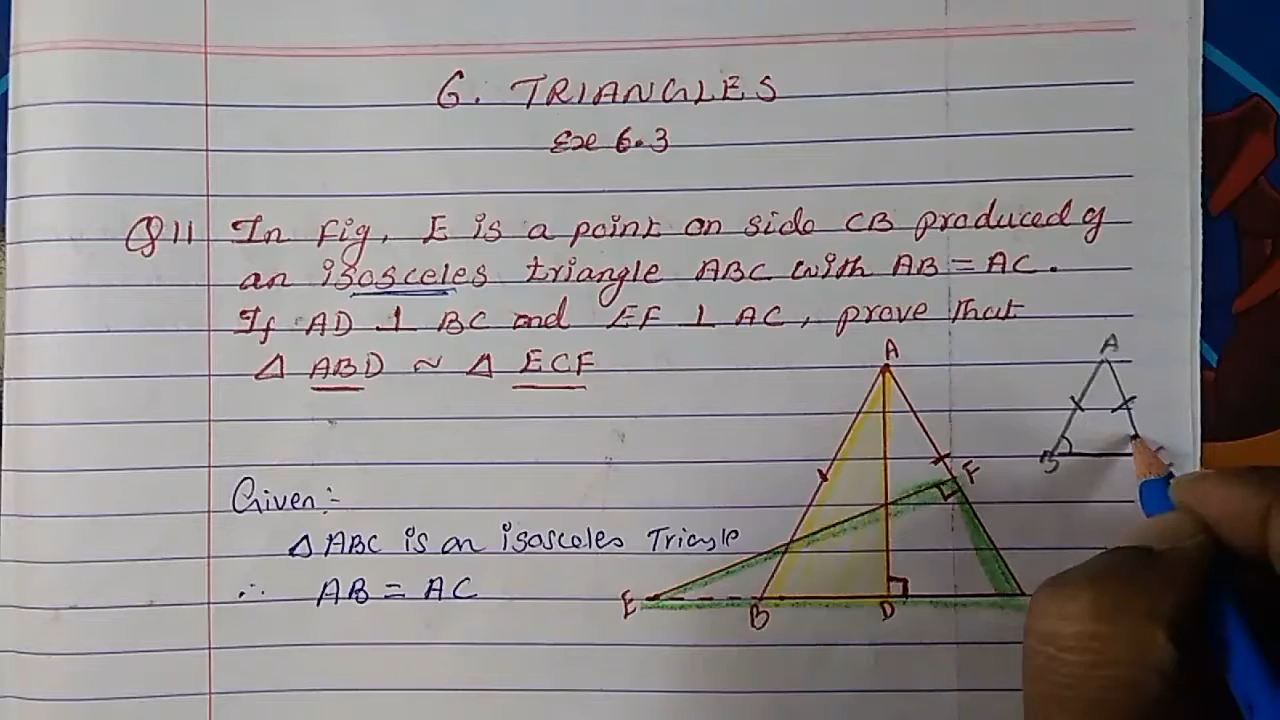 6. TRIANGLES
Exe 6.3
Q11 In Fig, E is a point on side CB produced of
an isosceles triangle ABC with AB = AC.
If AD ⊥ BC and EF ⊥ AC, prove that
Δ ABD ~ Δ ECF
A
A
B
F
E
B
D
Given:-
Δ ABC is an isosceles Triangle
∴ AB = AC